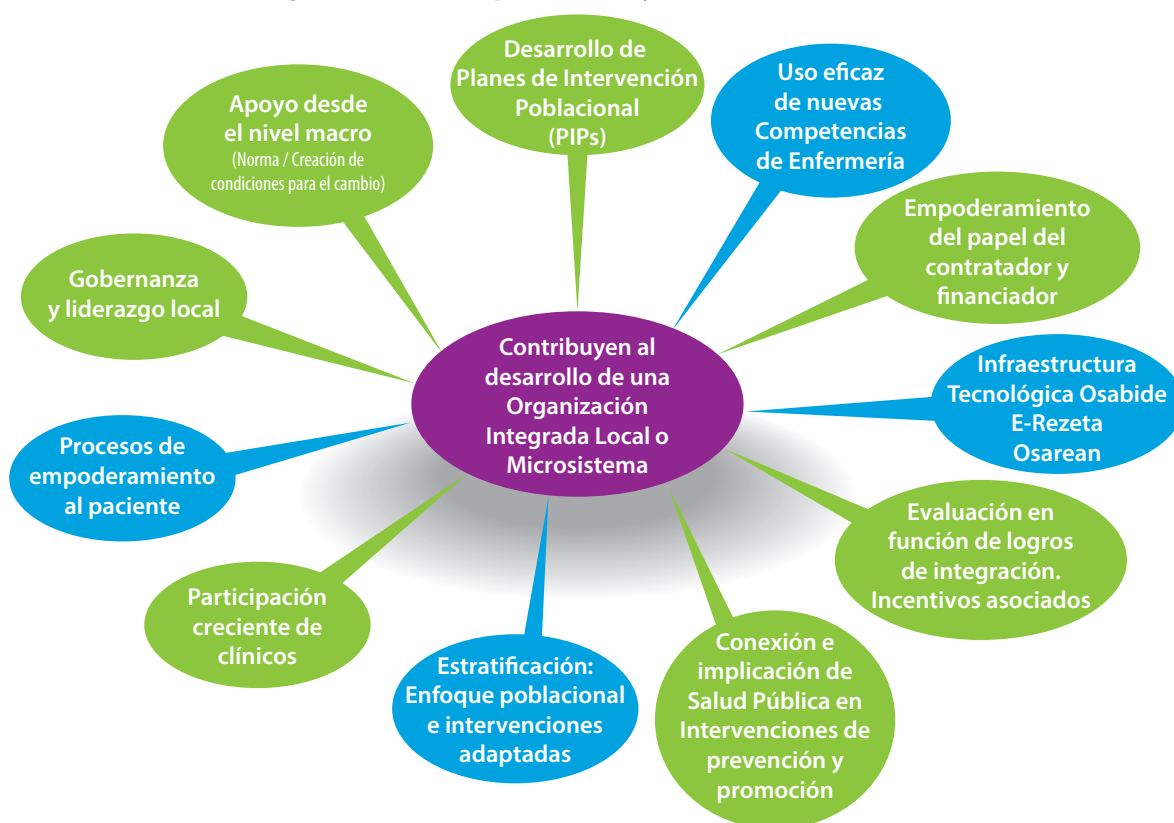 Desarrollo de
Planes de Intervención
Poblacional
(PIPs)
Uso eficaz
de nuevas
Competencias
de Enfermería
Apoyo desde
el nivel macro
(Norma / Creación de
condiciones para el cambio)
Empoderamiento
del papel del
contratador y
financiador
Gobernanza
y liderazgo local
Contribuyen al
desarrollo de una
Organización
Integrada Local o
Microsistema
Infraestructura
Tecnológica Osabide
E-Rezeta
Osarean
Procesos de
empoderamiento
al paciente
Evaluación en
función de logros
de integración.
Incentivos asociados
Participación
creciente de
clínicos
Estratificación:
Enfoque poblacional
e intervenciones
adaptadas
Conexión e
implicación de
Salud Pública en
Intervenciones de
prevención y
promoción